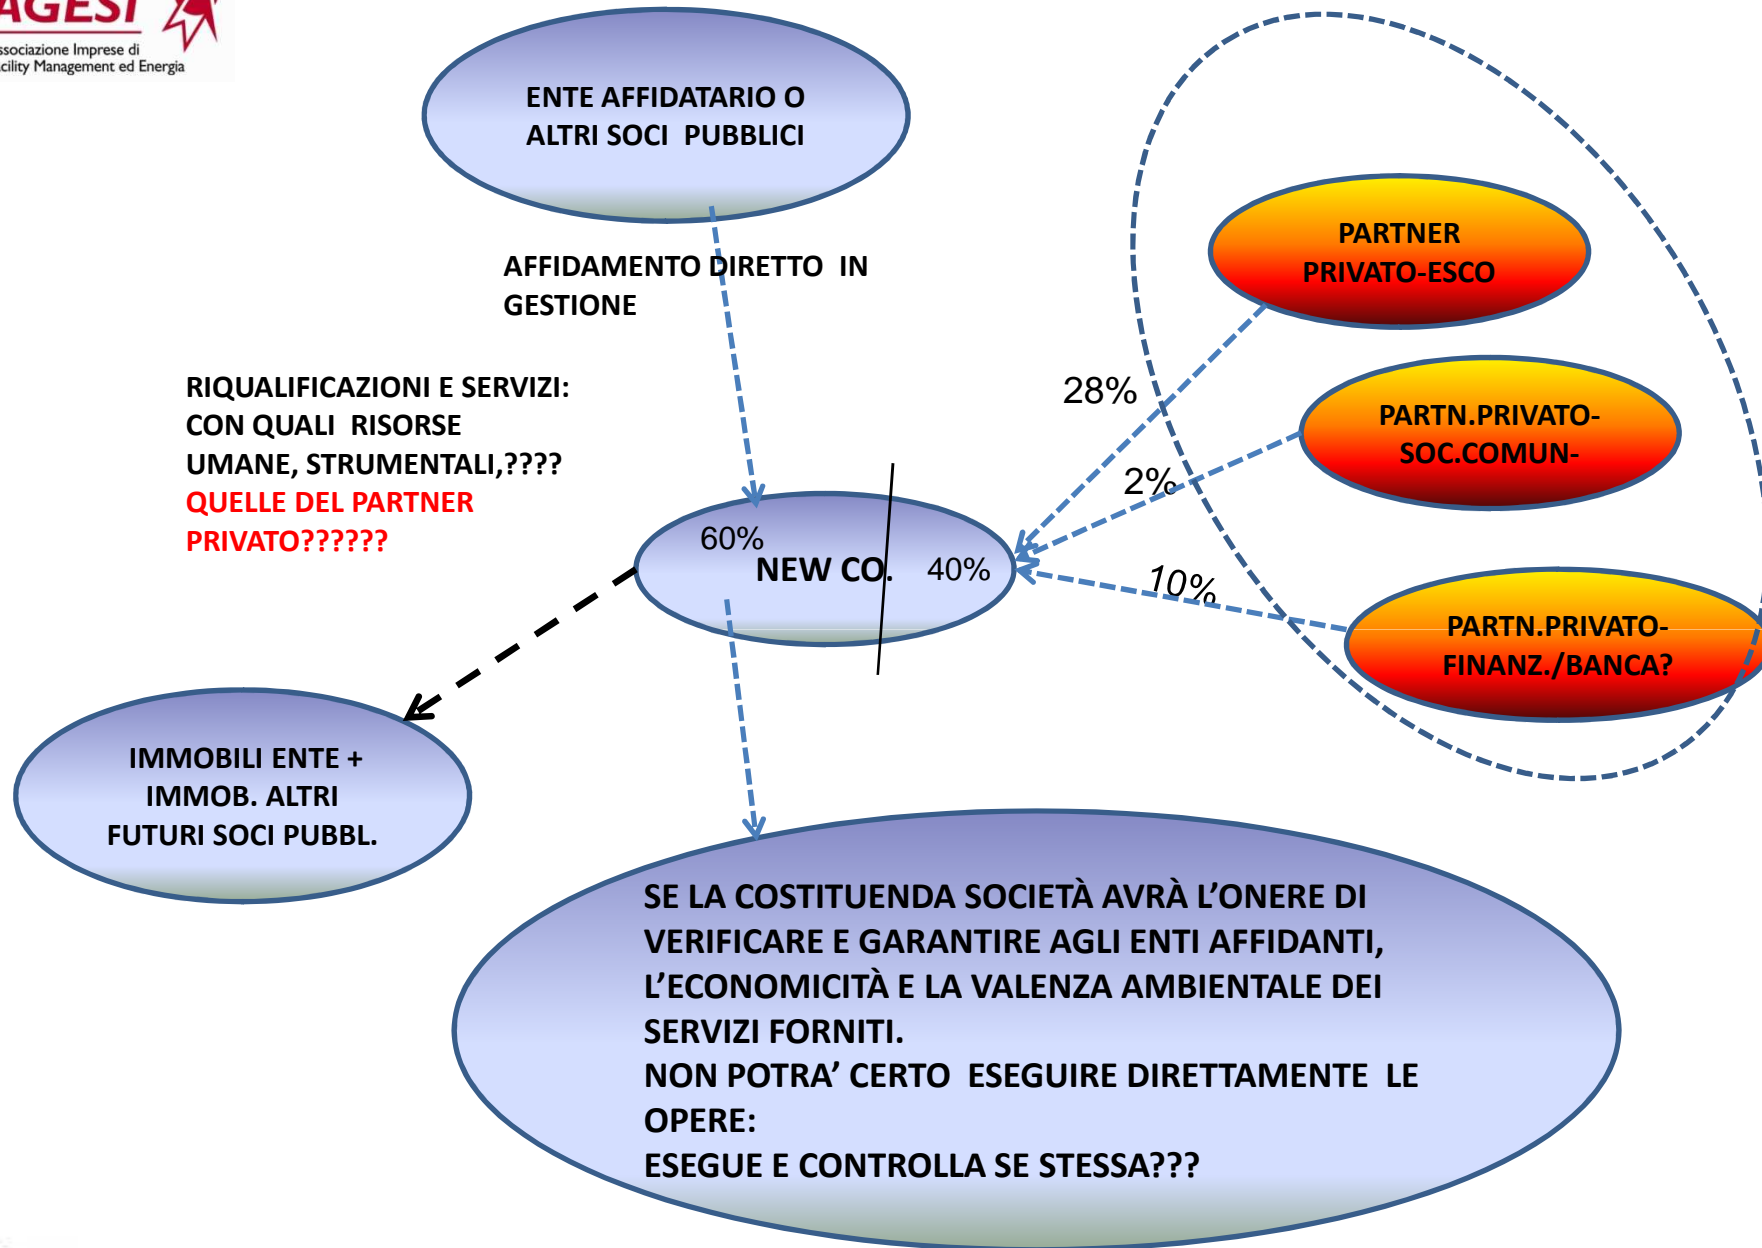 AGESI
ssociazione Imprese di
cility Management ed Energia
ENTE AFFIDATARIO O
ALTRI SOCI PUBBLICI
AFFIDAMENTO DIRETTO IN
GESTIONE
PARTNER
PRIVATO-ESCO
RIQUALIFICAZIONI E SERVIZI:
CON QUALI RISORSE
UMANE, STRUMENTALI,????
QUELLE DEL PARTNER
PRIVATO??????
28%
PARTN.PRIVATO-
SOC.COMUN-
2%
60%
NEW CO.
40%
10%
PARTN.PRIVATO-
FINANZ./BANCA?
IMMOBILI ENTE +
IMMOB. ALTRI
FUTURI SOCI PUBBL.
SE LA COSTITUENDA SOCIETÀ AVRÀ L’ONERE DI
VERIFICARE E GARANTIRE AGLI ENTI AFFIDANTI,
L’ECONOMICITÀ E LA VALENZA AMBIENTALE DEI
SERVIZI FORNITI.
NON POTRA’ CERTO ESEGUIRE DIRETTAMENTE LE
OPERE:
ESEGUE E CONTROLLA SE STESSA???